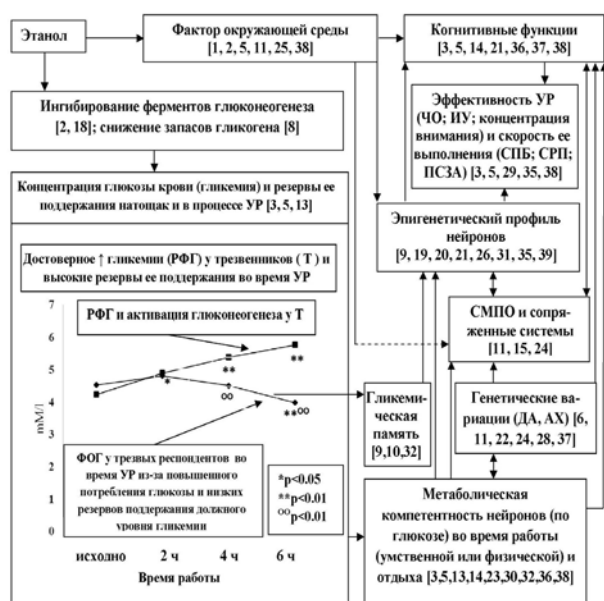 Этанол
Фактор окружающей среды
[1, 2, 5, 11, 25, 38]
Когнитивные функции
[3, 5, 14, 21, 36, 37, 38]
Ингибирование ферментов глюконеогенеза
[2, 18]; снижение запасов гликогена [8]
Эффективность УР
(ЧО; ИУ; концентрация
внимания) и скорость ее
выполнения (СПБ; СРП;
ПСЗА) [3, 5, 29, 35, 38]
Концентрация глюкозы крови (гликемия) и резервы ее
поддержания натощак и в процессе УР [3, 5, 13]
Эпигенетический профиль
нейронов
[9, 19, 20, 21, 26, 31, 35, 39]
Достоверное ↑ гликемии (РФГ) у трезвенников ( Т ) и
высокие резервы ее поддержания во время УР
СМПО и сопря-
женные системы
[11, 15, 24]
7
6
5
4
3
2
1
0
mM/l
РФГ и активация глюконеогенеза у Т
*
**
**
oo
**oo
Гликеми-
ческая
память
[9,10,32]
Генетические ва-
риации (ДА, АХ) [6,
11, 22, 24, 28, 37]
ФОГ у трезвых респондентов во
время УР из-за повышенного
потребления глюкозы и низких
резервов поддержания должного
уровня гликемии
*p<0.05
**p<0.01
oop<0.01
Метаболическая
компетентность нейронов (по
глюкозе) во время работы
(умственной или физической) и
отдыха [3,5,13,14,23,30,32,36,38]
исходно 2 ч 4 ч 6 ч
Время работы